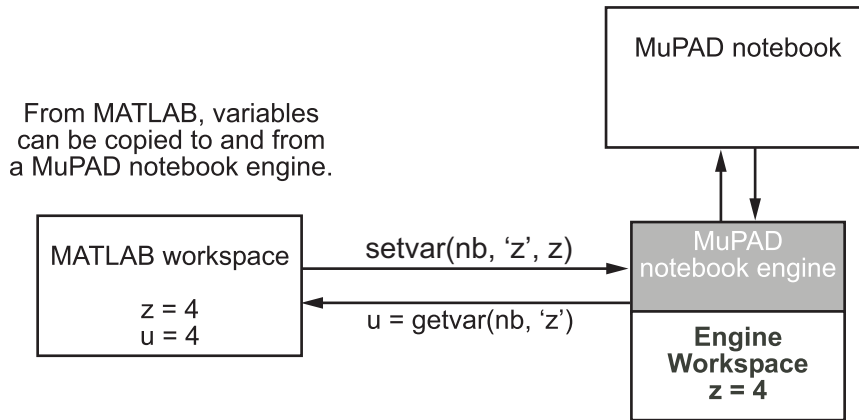 MuPAD notebook
From MATLAB, variables
can be copied to and from
a MuPAD notebook engine.
MATLAB workspace
z = 4
u = 4
setvar(nb, ‘z’, z)
u = getvar(nb, ‘z’)
MuPAD
notebook engine
Engine
Workspace
z = 4